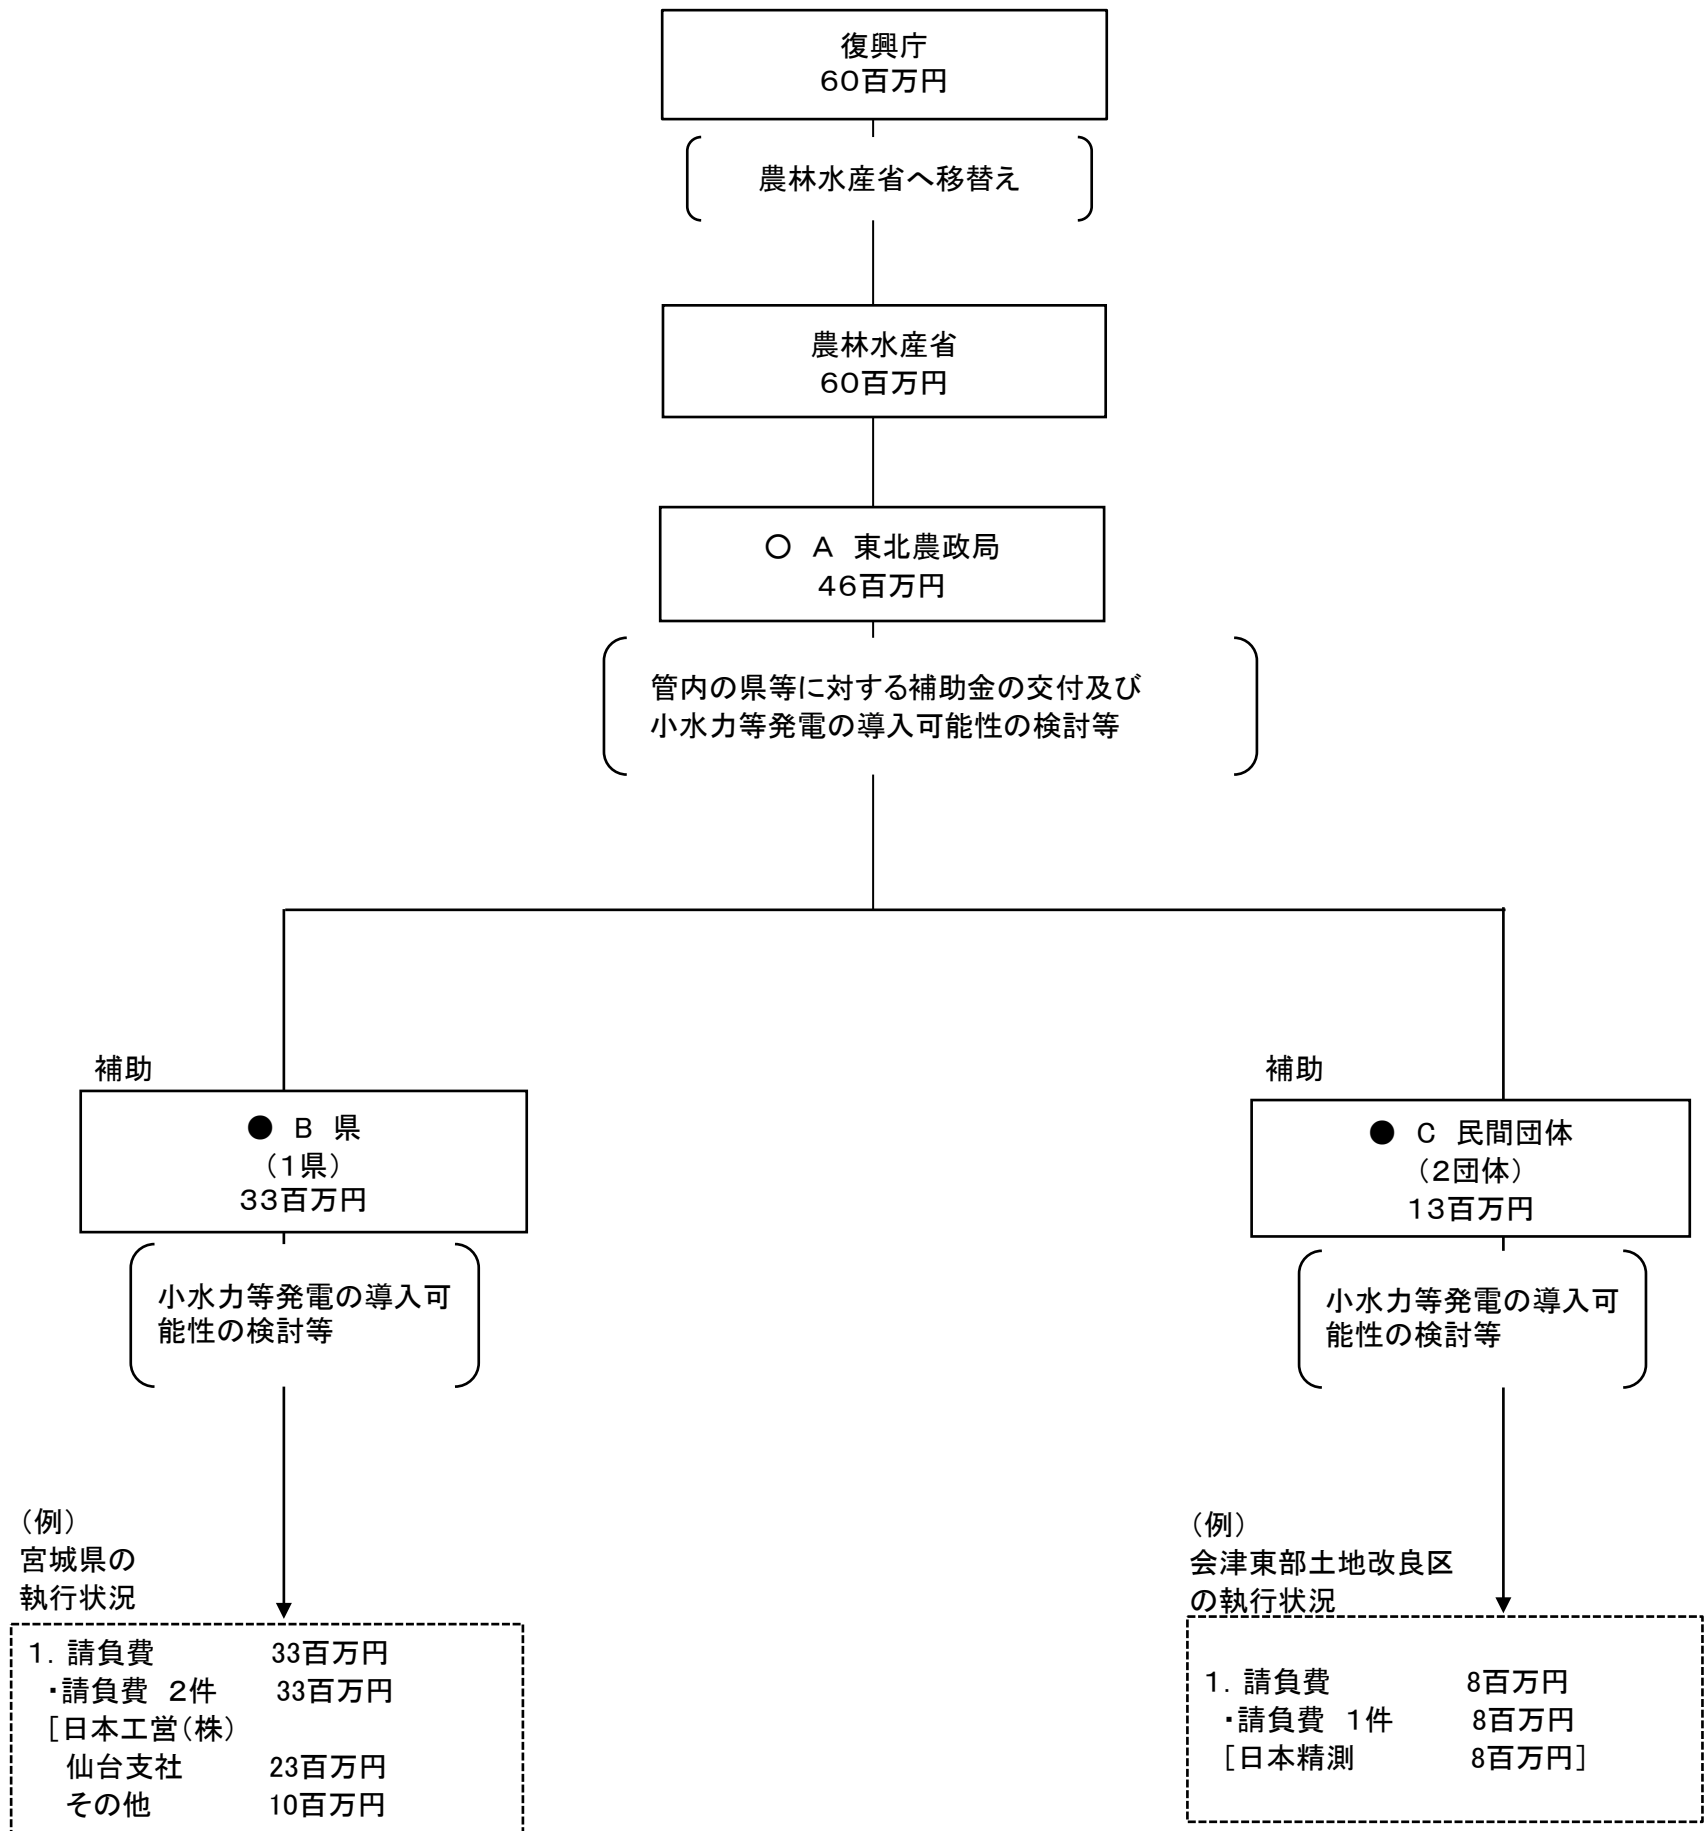 復興庁
60百万円
農林水産省へ移替え
農林水産省
60百万円
○ A 東北農政局
46百万円
管内の県等に対する補助金の交付及び
小水力等発電の導入可能性の検討等
補助
● B 県
(1県)
33百万円
小水力等発電の導入可
能性の検討等
(例)
宮城県の
執行状況
1. 請負費 33百万円
・請負費 2件 33百万円
[日本工営(株)
仙台支社 23百万円
その他 10百万円
補助
● C 民間団体
(2団体)
13百万円
小水力等発電の導入可
能性の検討等
(例)
会津東部土地改良区
の執行状況
1. 請負費 8百万円
・請負費 1件 8百万円
[日本精測 8百万円]